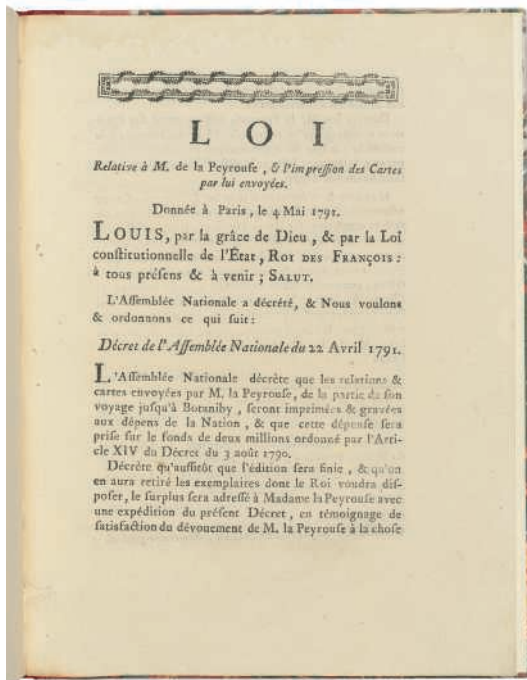 LOI
Relative à M. de la Peyrouſe, & l'impreſſion des Cartes
par lui envoyées.
Donnée à Paris, le 4 Mai 1791.
LOUIS, par la grâce de Dieu, & par la Loi
conſtitutionnelle de l'État, ROI DES FRANÇOIS:
à tous préſens & à venir; SALUT.
L'Aſſemblée Nationale a décrété, & Nous voulons
& ordonnons ce qui ſuit:
Décret de l'Aſſemblée Nationale du 22 Avril 1791.
L'Aſſemblée Nationale décrète que les relations &
cartes envoyées par M. la Peyrouſe, de la partie de ſon
voyage juſqu'à Botaniby, ſeront imprimées & gravées
aux dépens de la Nation, & que cette dépenſe ſera
priſe ſur le fonds de deux millions ordonné par l'Arti-
cle XIV du Décret du 3 août 1790.
Décrète qu'auſſitôt que l'édition ſera finie, & qu'on
en aura retiré les exemplaires dont le Roi voudra diſ-
poſer, le ſurplus ſera adreſſé à Madame la Peyrouſe avec
une expédition du préſent Décret, en témoignage de
ſatisfaction du dévouement de M. la Peyrouſe à la choſe